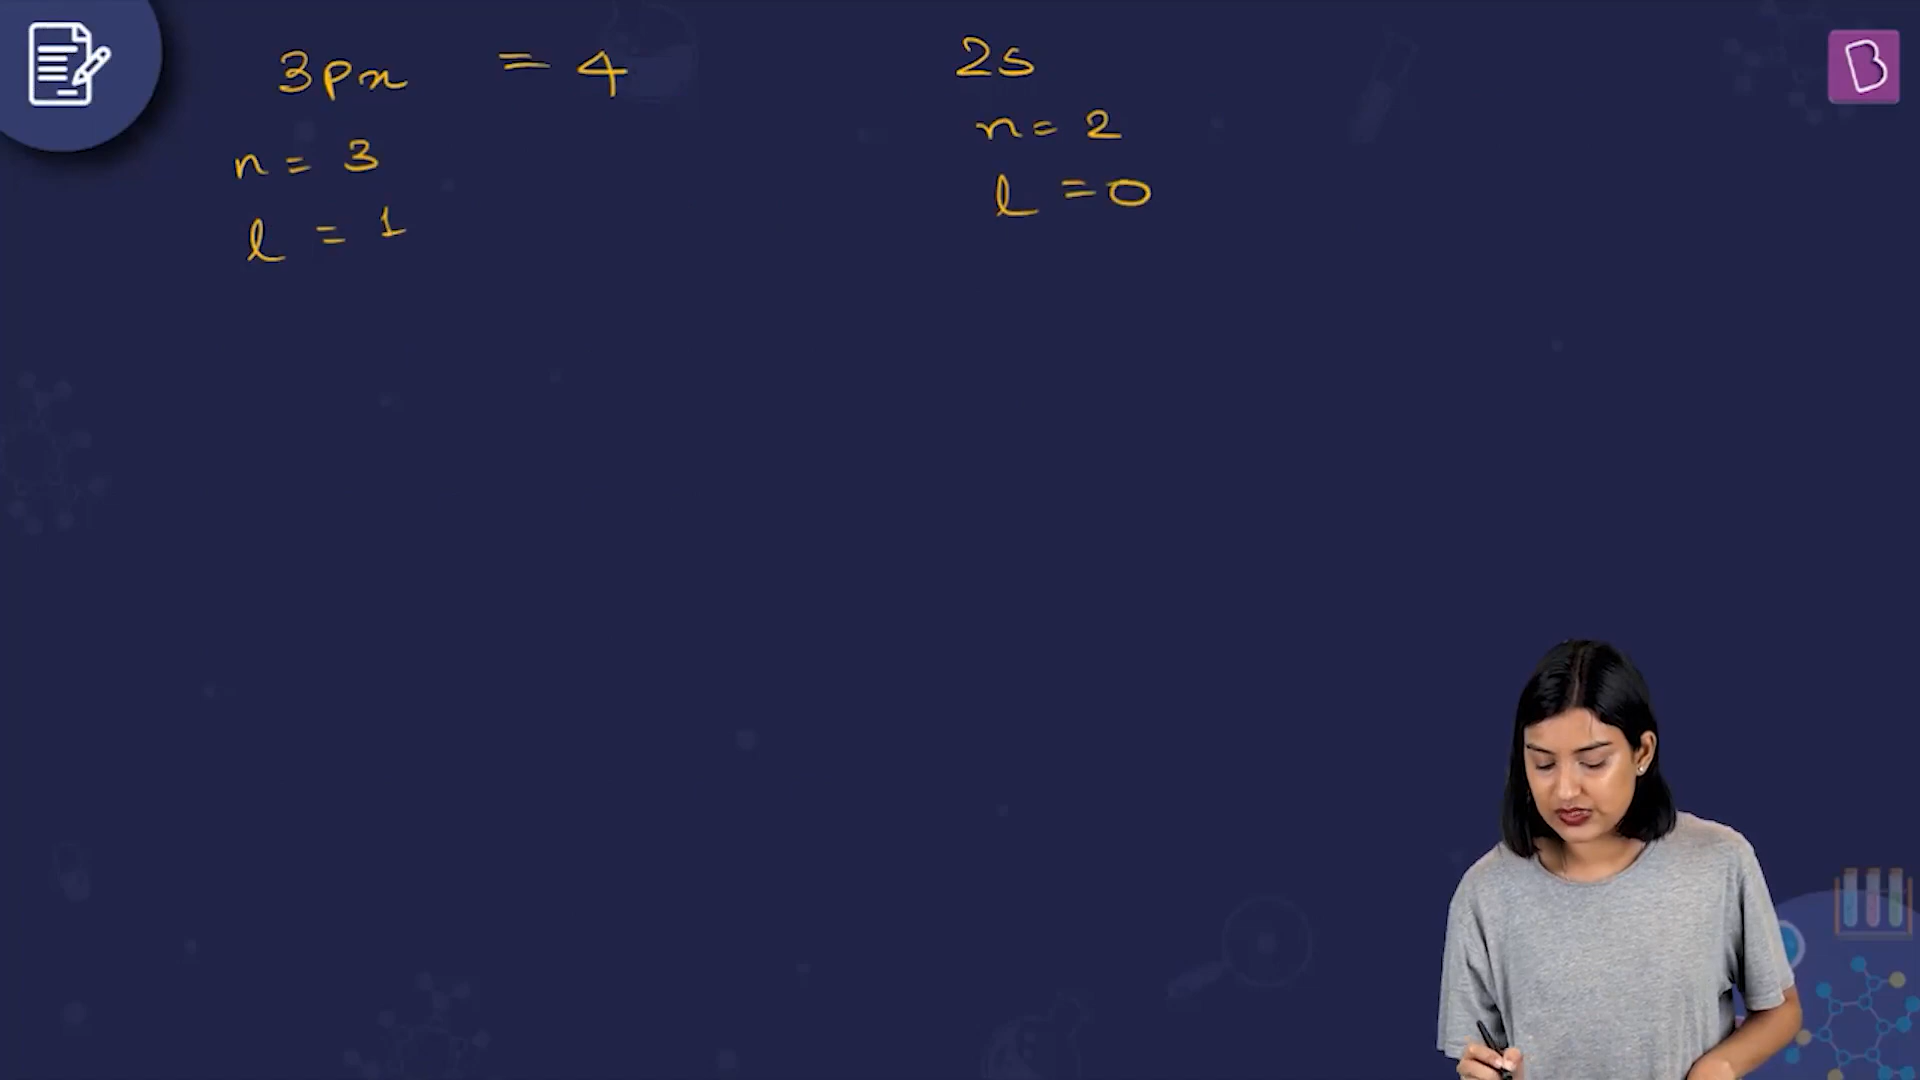 3px = 4
n = 3
l = 1
2s
n = 2
l = 0
B